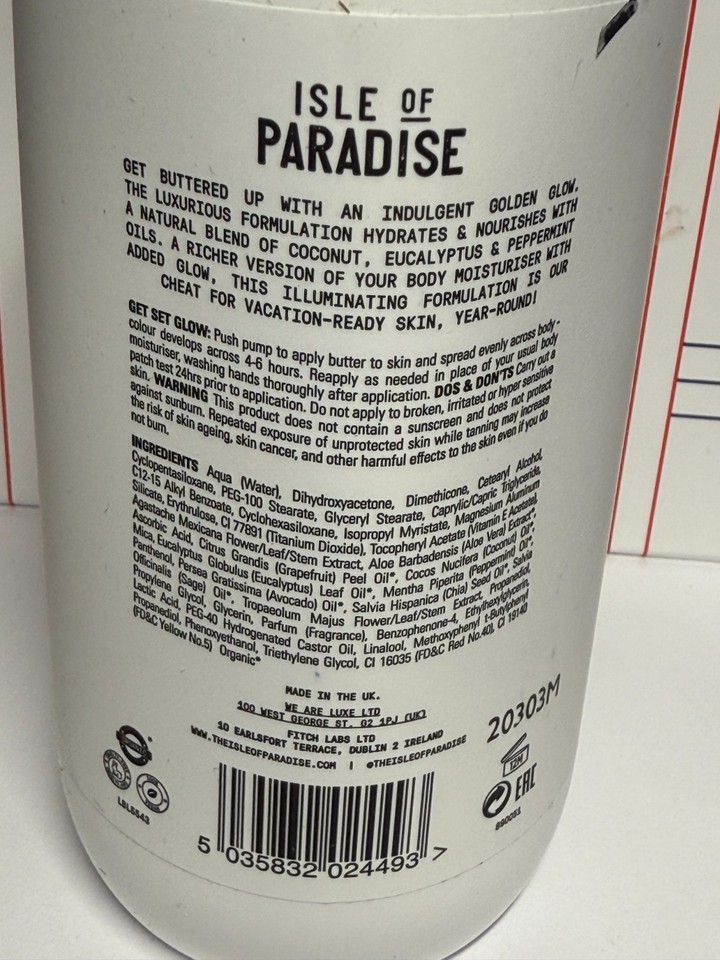 ISLE OF
PARADISE
GET BUTTERED UP WITH AN INDULGENT GOLDEN GLOW.
THE LUXURIOUS FORMULATION HYDRATES & NOURISHES WITH
A NATURAL BLEND OF COCONUT, EUCALYPTUS & PEPPERMINT
OILS. A RICHER VERSION OF YOUR BODY MOISTURISER WITH
ADDED GLOW, THIS ILLUMINATING FORMULATION IS OUR
CHEAT FOR VACATION-READY SKIN, YEAR-ROUND!
GET SET GLOW: Push pump to apply butter to skin and spread evenly across body -
colour develops across 4-6 hours. Reapply as needed in place of your usual body
moisturiser, washing hands thoroughly after application. DOS & DON'TS Carry out a
patch test 24hrs prior to application. Do not apply to broken, irritated or hyper sensitive
skin. WARNING This product does not contain a sunscreen and does not protect
against sunburn. Repeated exposure of unprotected skin while tanning may increase
the risk of skin ageing, skin cancer, and other harmful effects to the skin even if you do
not burn.
INGREDIENTS Aqua (Water), Dihydroxyacetone, Dimethicone, Cetearyl Alcohol,
Cyclopentasiloxane, PEG-100 Stearate, Glyceryl Stearate, Caprylic/Capric Triglyceride,
C12-15 Alkyl Benzoate, Cyclohexasiloxane, Isopropyl Myristate, Magnesium Aluminum
Silicate, Erythrulose, CI 77891 (Titanium Dioxide), Tocopheryl Acetate (Vitamin E Acetate),
Agastache Mexicana Flower/Leaf/Stem Extract, Aloe Barbadensis (Aloe Vera) Extract*,
Ascorbic Acid, Citrus Grandis (Grapefruit) Peel Oil*, Cocos Nucifera (Coconut) Oil*,
Mica, Eucalyptus Globulus (Eucalyptus) Leaf Oil*, Mentha Piperita (Peppermint) Oil*,
Panthenol, Persea Gratissima (Avocado) Oil*, Salvia Hispanica (Chia) Seed Oil*, Salvia
Officinalis (Sage) Oil*, Tropaeolum Majus Flower/Leaf/Stem Extract, Propanediol,
Propylene Glycol, Glycerin, Parfum (Fragrance), Benzophenone-4, Ethylhexylglycerin,
Lactic Acid, PEG-40 Hydrogenated Castor Oil, Linalool, Methoxyphenyl t-Butylphenyl
Propanediol, Phenoxyethanol, Triethylene Glycol, CI 16035 (FD&C Red No.40), CI 19140
(FD&C Yellow No.5) Organic*
MADE IN THE UK.
WE ARE LUXE LTD
100 WEST GEORGE ST. G2 1PJ (UK)
FITCH LABS LTD
10 EARLSFORT TERRACE, DUBLIN 2 IRELAND
WWW.THEISLEOFPARADISE.COM | @THEISLEOFPARADISE
20303M
12M
EAC
LBL5543
5 035832 024493 >